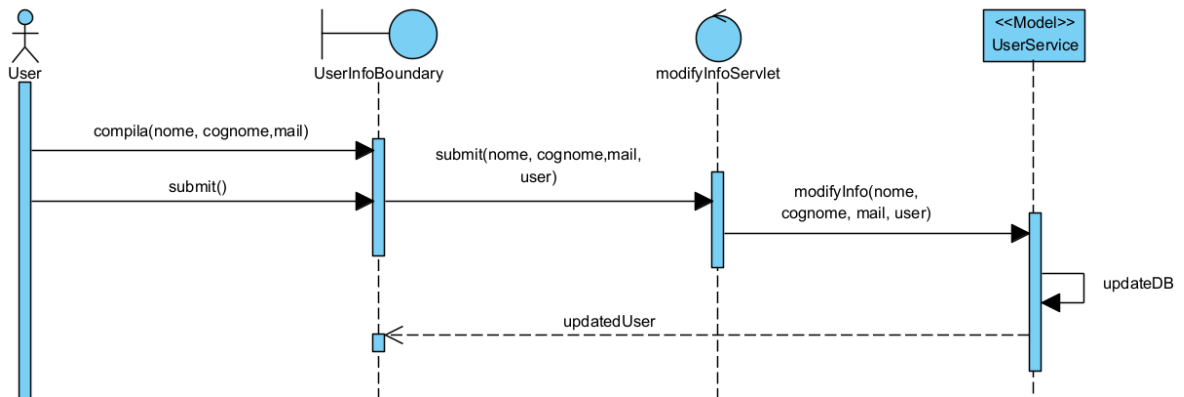 <<Model>>
UserService
User
UserInfoBoundary
modifyInfoServlet
compila(nome, cognome,mail)
submit(nome, cognome,mail,
user)
submit()
modifyInfo(nome,
cognome, mail, user)
updateDB
updatedUser